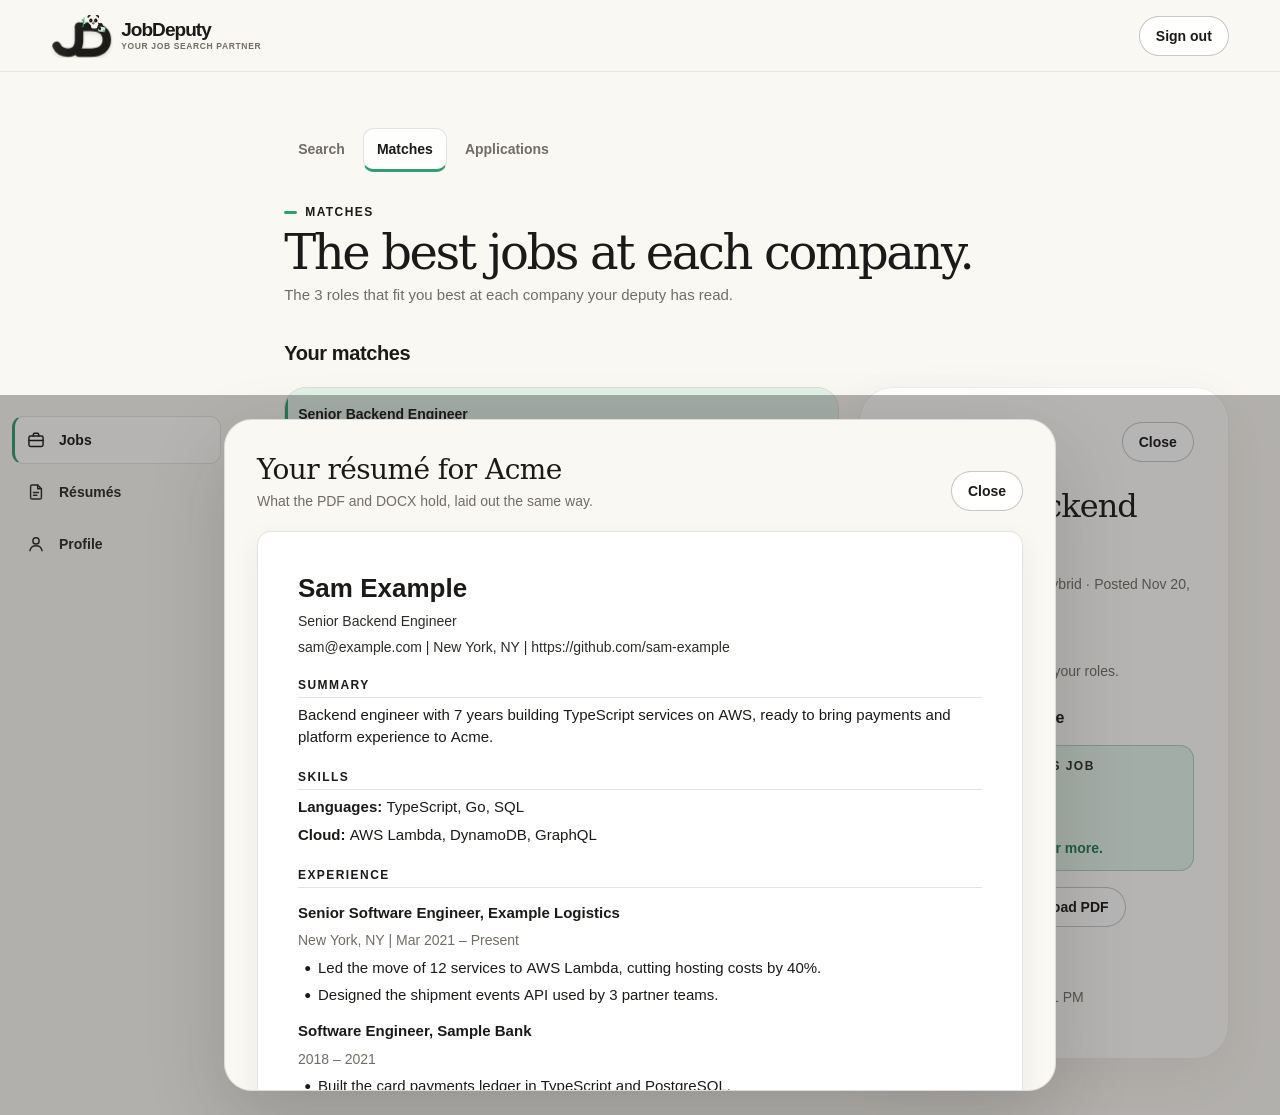 JobDeputy
YOUR JOB SEARCH PARTNER
Sign out
Search
Matches
Applications
MATCHES
The best jobs at each company.
The 3 roles that fit you best at each company your deputy has read.
Your matches
Senior Backend Engineer
Jobs
Résumés
Profile
Close
ybrid · Posted Nov 20,
your roles.
JOB
r more.
oad PDF
PM
Your résumé for Acme
What the PDF and DOCX hold, laid out the same way.
Close
Sam Example
Senior Backend Engineer
sam@example.com | New York, NY | https://github.com/sam-example
SUMMARY
Backend engineer with 7 years building TypeScript services on AWS, ready to bring payments and
platform experience to Acme.
SKILLS
Languages: TypeScript, Go, SQL
Cloud: AWS Lambda, DynamoDB, GraphQL
EXPERIENCE
Senior Software Engineer, Example Logistics
New York, NY | Mar 2021 – Present
• Led the move of 12 services to AWS Lambda, cutting hosting costs by 40%.
• Designed the shipment events API used by 3 partner teams.
Software Engineer, Sample Bank
2018 – 2021
• Built the card payments ledger in TypeScript and PostgreSQL.